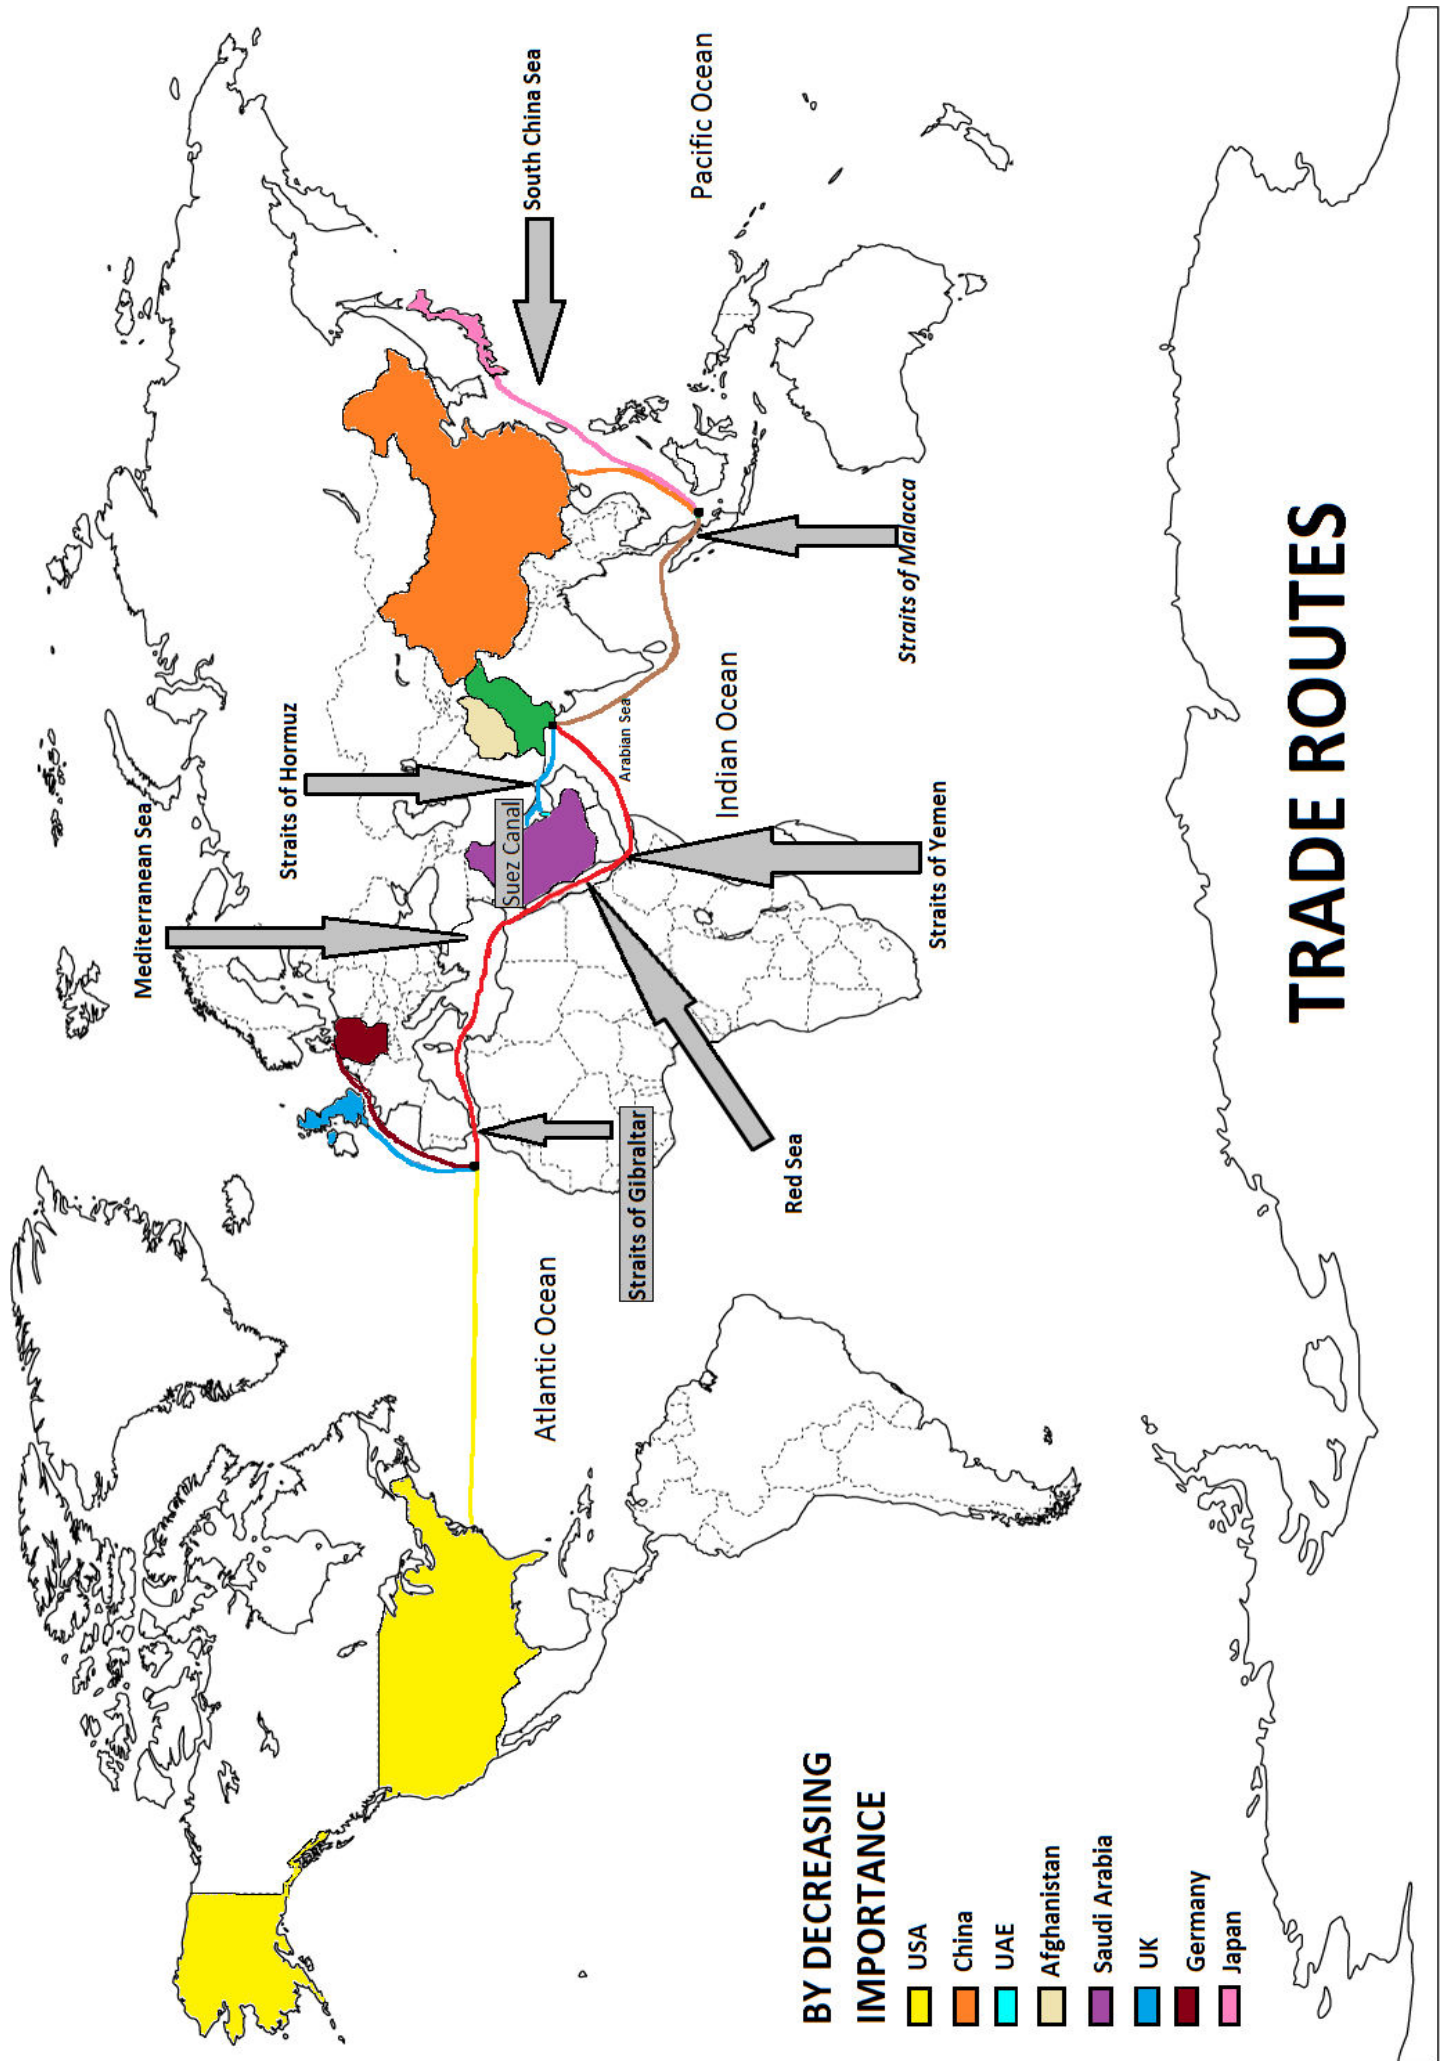 Mediterranean Sea
Straits of Hormuz
South China Sea
Suez Canal
Pacific Ocean
Atlantic Ocean
Straits of Gibraltar
Arabian Sea
Indian Ocean
Red Sea
Straits of Yemen
Straits of Malacca
BY DECREASING
IMPORTANCE
USA
China
UAE
Afghanistan
Saudi Arabia
UK
Germany
Japan
TRADE ROUTES